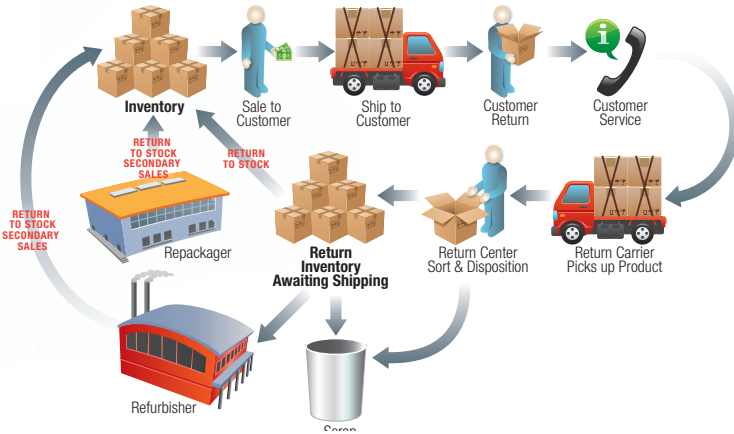 Inventory
Sale to
Customer
Ship to
Customer
Customer
Return
Customer
Service
RETURN
TO STOCK
SECONDARY
SALES
RETURN
TO STOCK
RETURN
TO STOCK
SECONDARY
SALES
Repackager
Return
Inventory
Awaiting Shipping
Return Center
Sort & Disposition
Return Carrier
Picks up Product
Refurbisher
Scrap